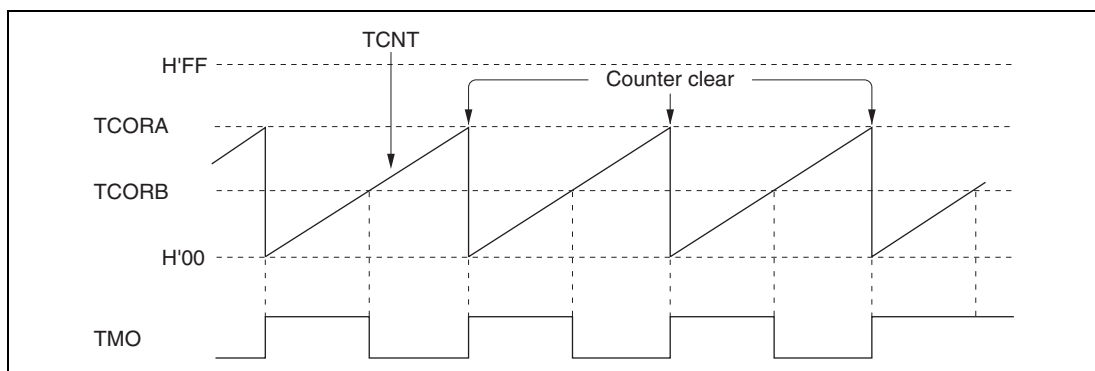 TCNT
H'FF
Counter clear
TCORA
TCORB
H'00
TMO